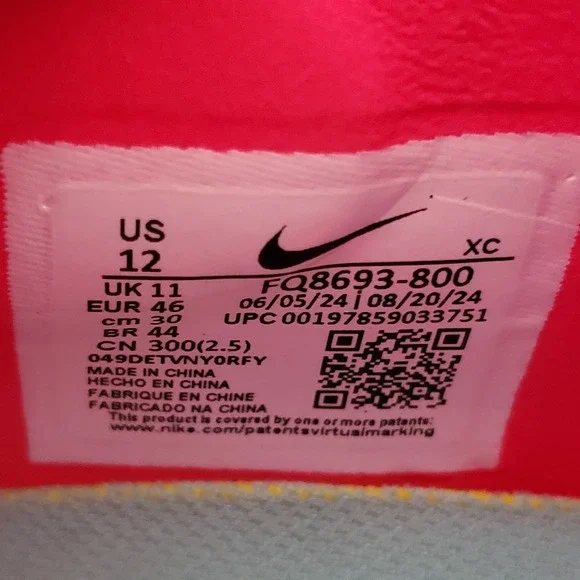 US
12
XC
UK 11
EUR 46
cm 30
BR 44
CN 300(2.5)
049DETVNY0RFY
FQ8693-800
06/05/24 | 08/20/24
UPC 00197859033751
MADE IN CHINA
HECHO EN CHINA
FABRIQUE EN CHINE
FABRICADO NA CHINA
This product is covered by one or more patents:
www.nike.com/patentsvirtualmarking